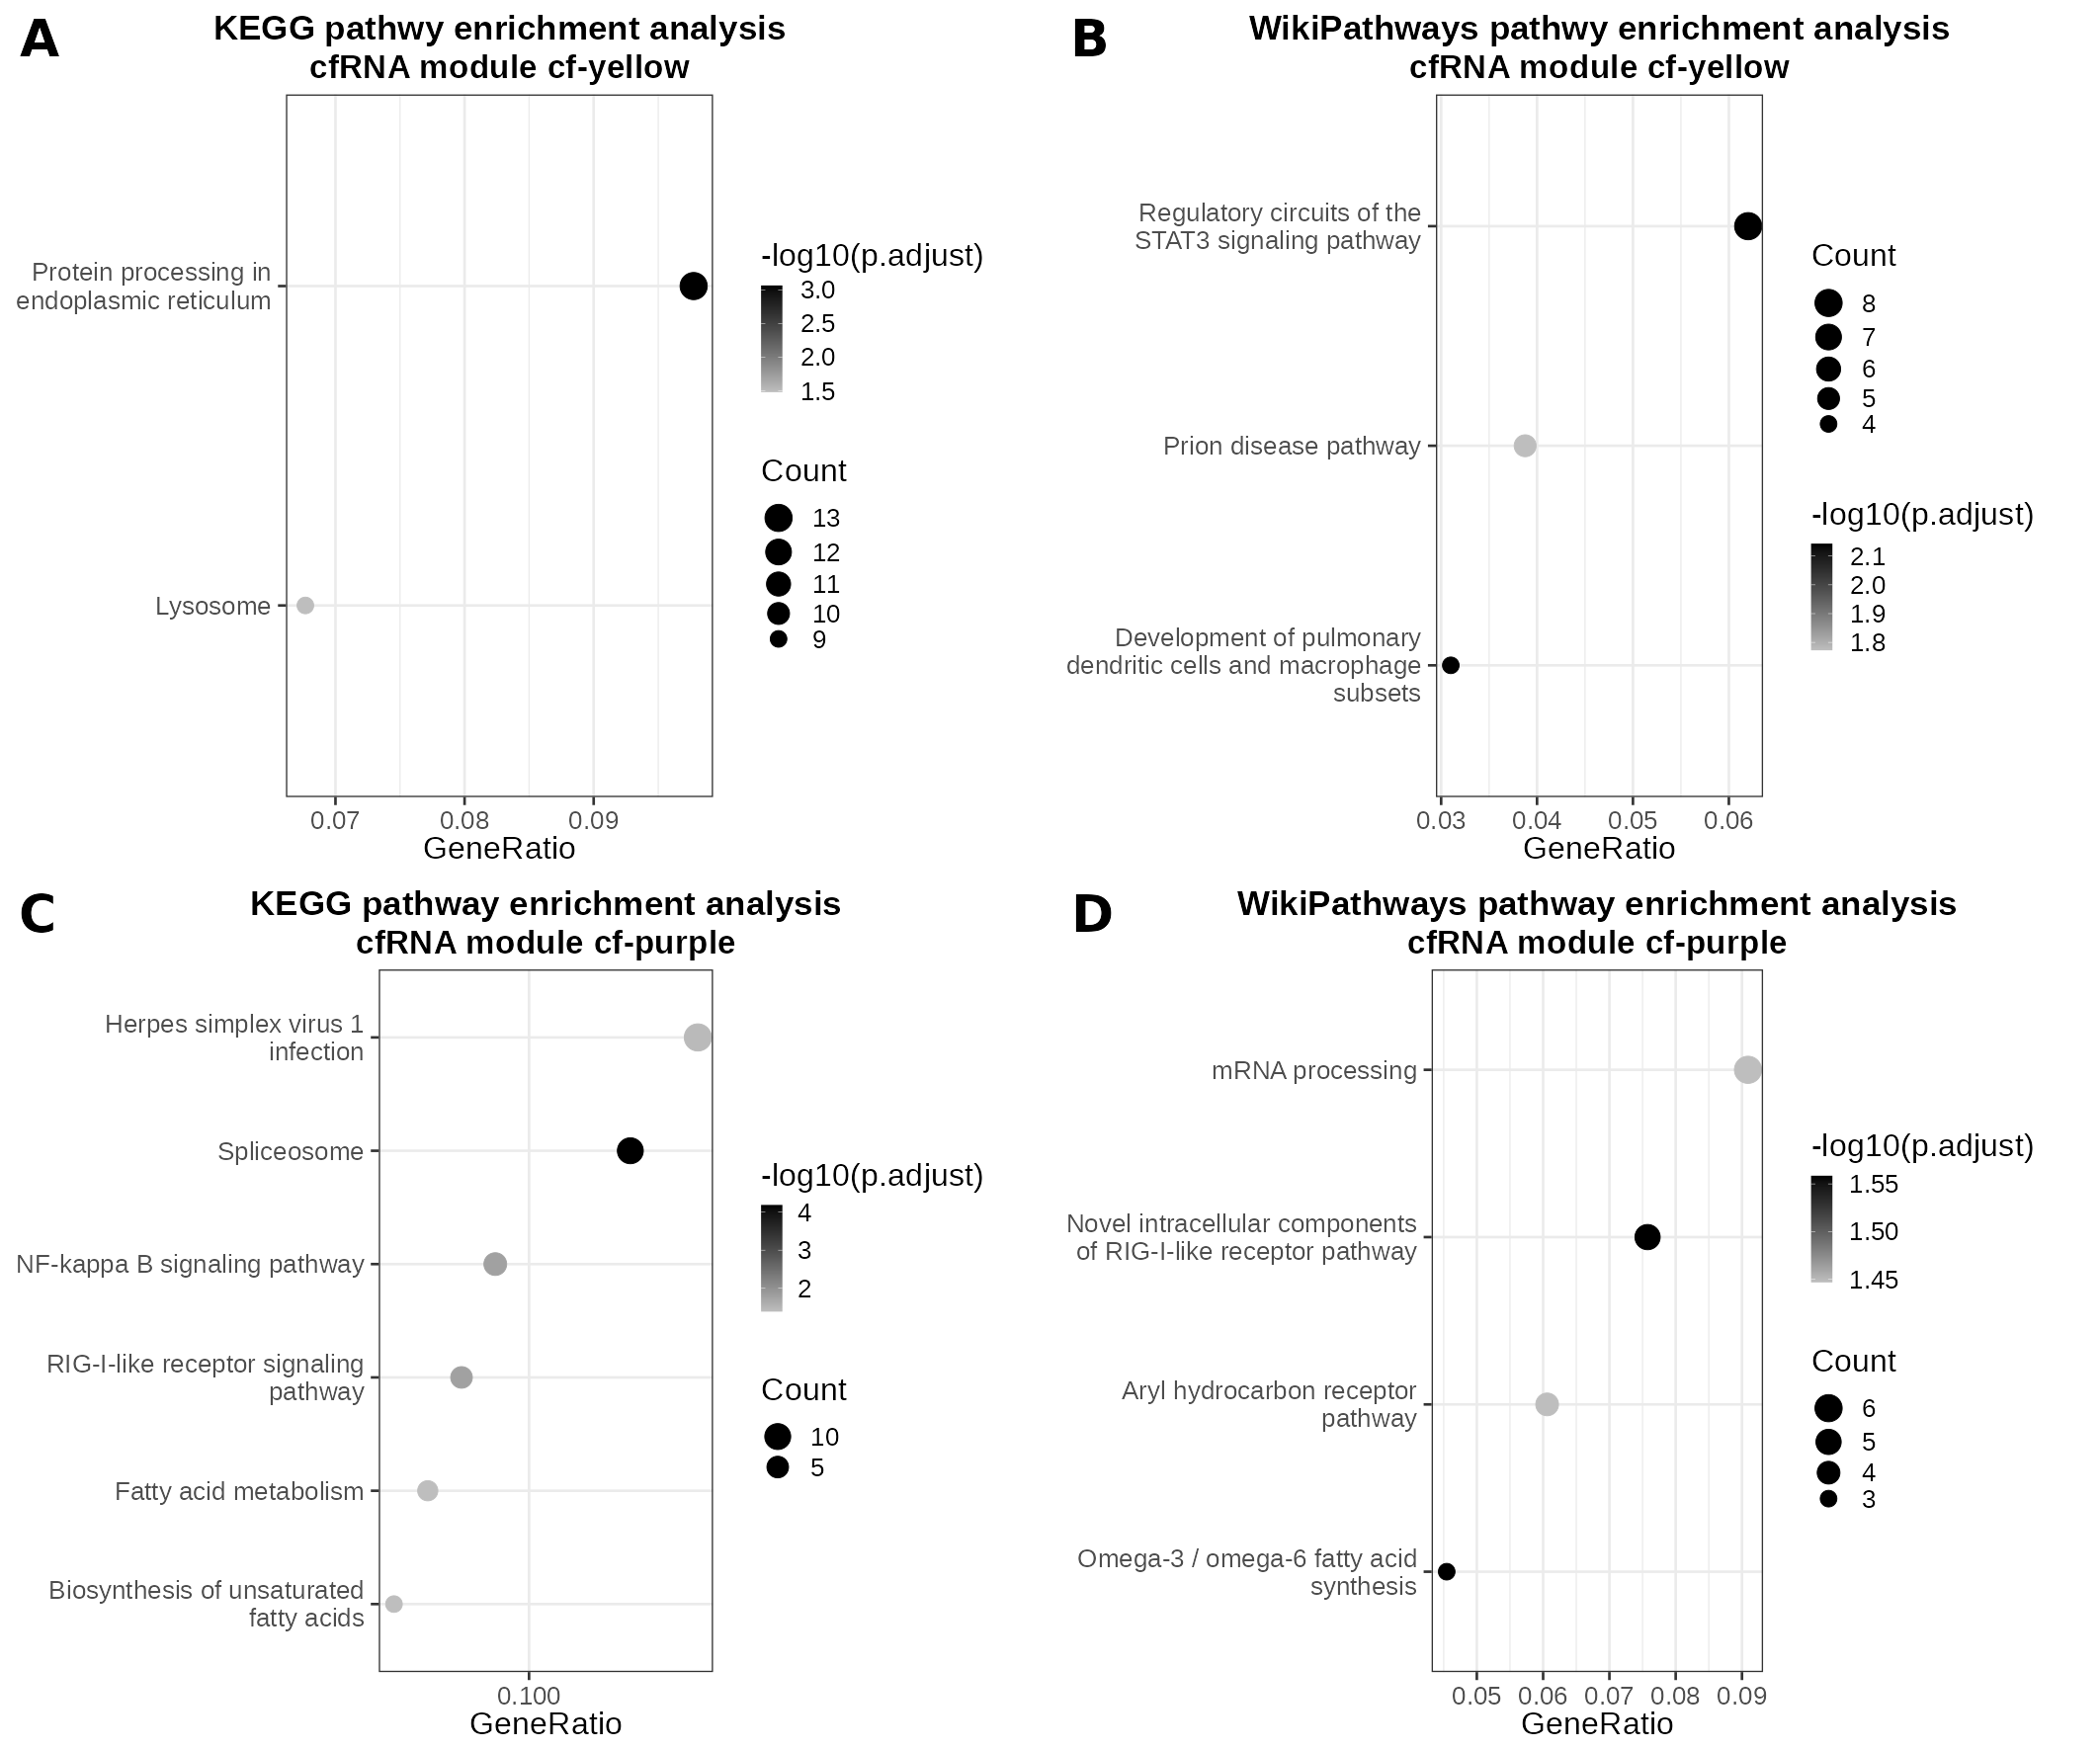 A
KEGG pathwy enrichment analysis
cfRNA module cf-yellow
Protein processing in
endoplasmic reticulum
Lysosome
0.07
0.08
0.09
GeneRatio
-log10(p.adjust)
3.0
2.5
2.0
1.5
Count
13
12
11
10
9
B
WikiPathways pathwy enrichment analysis
cfRNA module cf-yellow
Regulatory circuits of the
STAT3 signaling pathway
Prion disease pathway
Development of pulmonary
dendritic cells and macrophage
subsets
0.03
0.04
0.05
0.06
GeneRatio
Count
8
7
6
5
4
-log10(p.adjust)
2.1
2.0
1.9
1.8
C
KEGG pathway enrichment analysis
cfRNA module cf-purple
Herpes simplex virus 1
infection
Spliceosome
NF-kappa B signaling pathway
RIG-I-like receptor signaling
pathway
Fatty acid metabolism
Biosynthesis of unsaturated
fatty acids
0.100
GeneRatio
-log10(p.adjust)
4
3
2
Count
10
5
D
WikiPathways pathway enrichment analysis
cfRNA module cf-purple
mRNA processing
Novel intracellular components
of RIG-I-like receptor pathway
Aryl hydrocarbon receptor
pathway
Omega-3 / omega-6 fatty acid
synthesis
0.05
0.06
0.07
0.08
0.09
GeneRatio
-log10(p.adjust)
1.55
1.50
1.45
Count
6
5
4
3